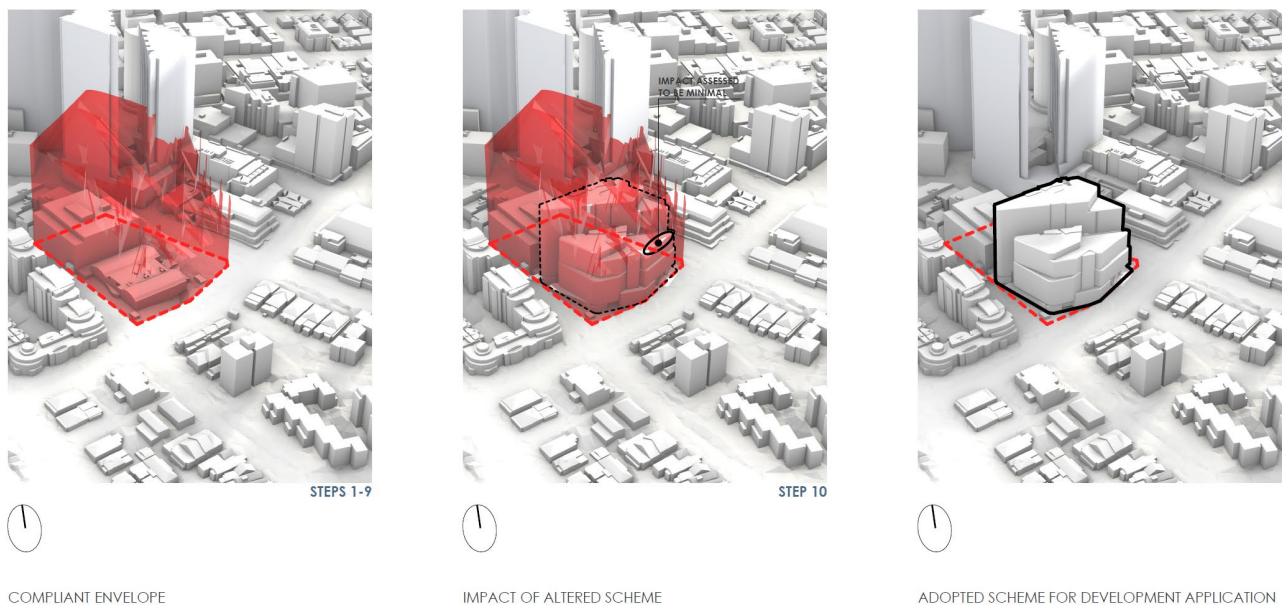 IMPACT ASSESSED
TO BE MINIMAL
STEPS 1-9
STEP 10
COMPLIANT ENVELOPE
IMPACT OF ALTERED SCHEME
ADOPTED SCHEME FOR DEVELOPMENT APPLICATION